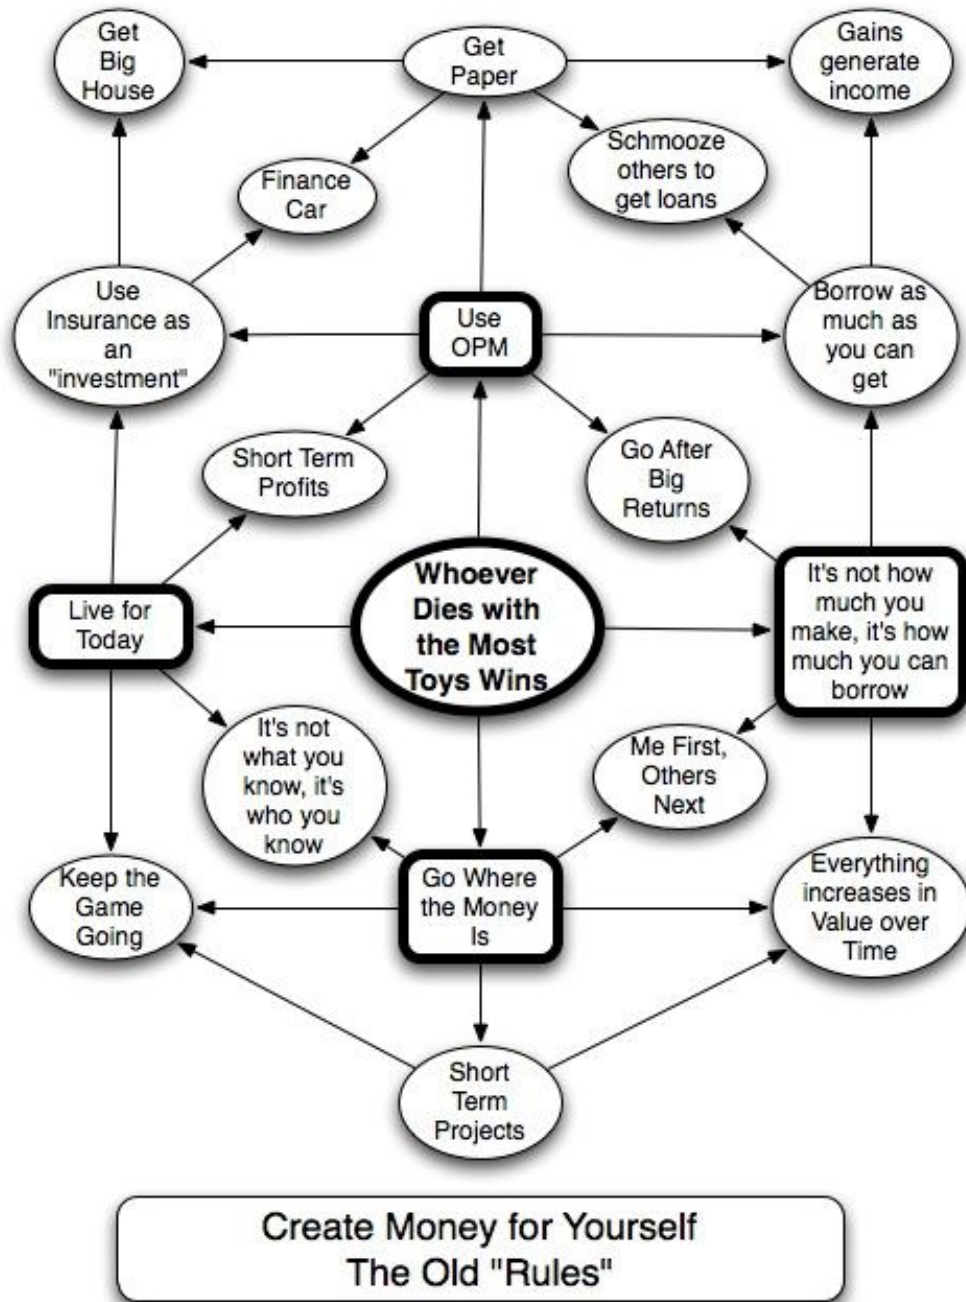 Get
Big
House
Get
Paper
Gains
generate
income
Finance
Car
Schmooze
others to
get loans
Use
Insurance as
an
"investment"
Use
OPM
Borrow as
much as
you can
get
Short Term
Profits
Go After
Big
Returns
Live for
Today
Whoever
Dies with
the Most
Toys Wins
It's not how
much you
make, it's how
much you can
borrow
It's not
what you
know, it's
who you
know
Me First,
Others
Next
Keep the
Game
Going
Go Where
the Money
Is
Everything
increases in
Value over
Time
Short
Term
Projects
Create Money for Yourself
The Old "Rules"